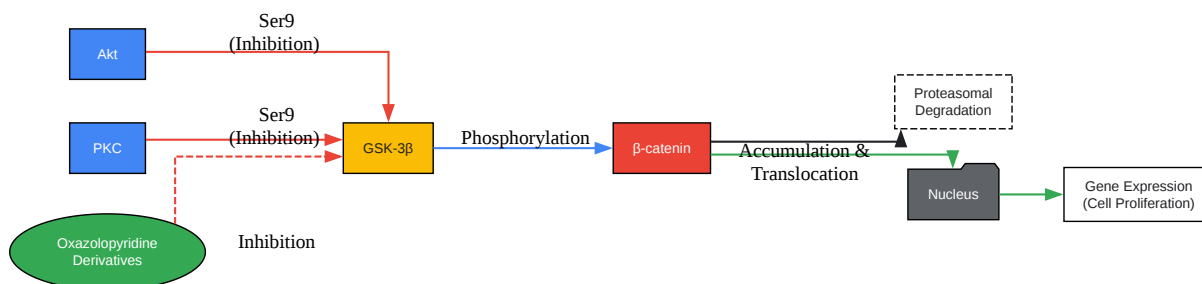 Ser9
(Inhibition)
Akt
Ser9
(Inhibition)
PKC
GSK-3β
Phosphorylation
β-catenin
Proteasomal
Degradation
Accumulation &
Translocation
Nucleus
Gene Expression
(Cell Proliferation)
Oxazolopyridine
Derivatives
Inhibition